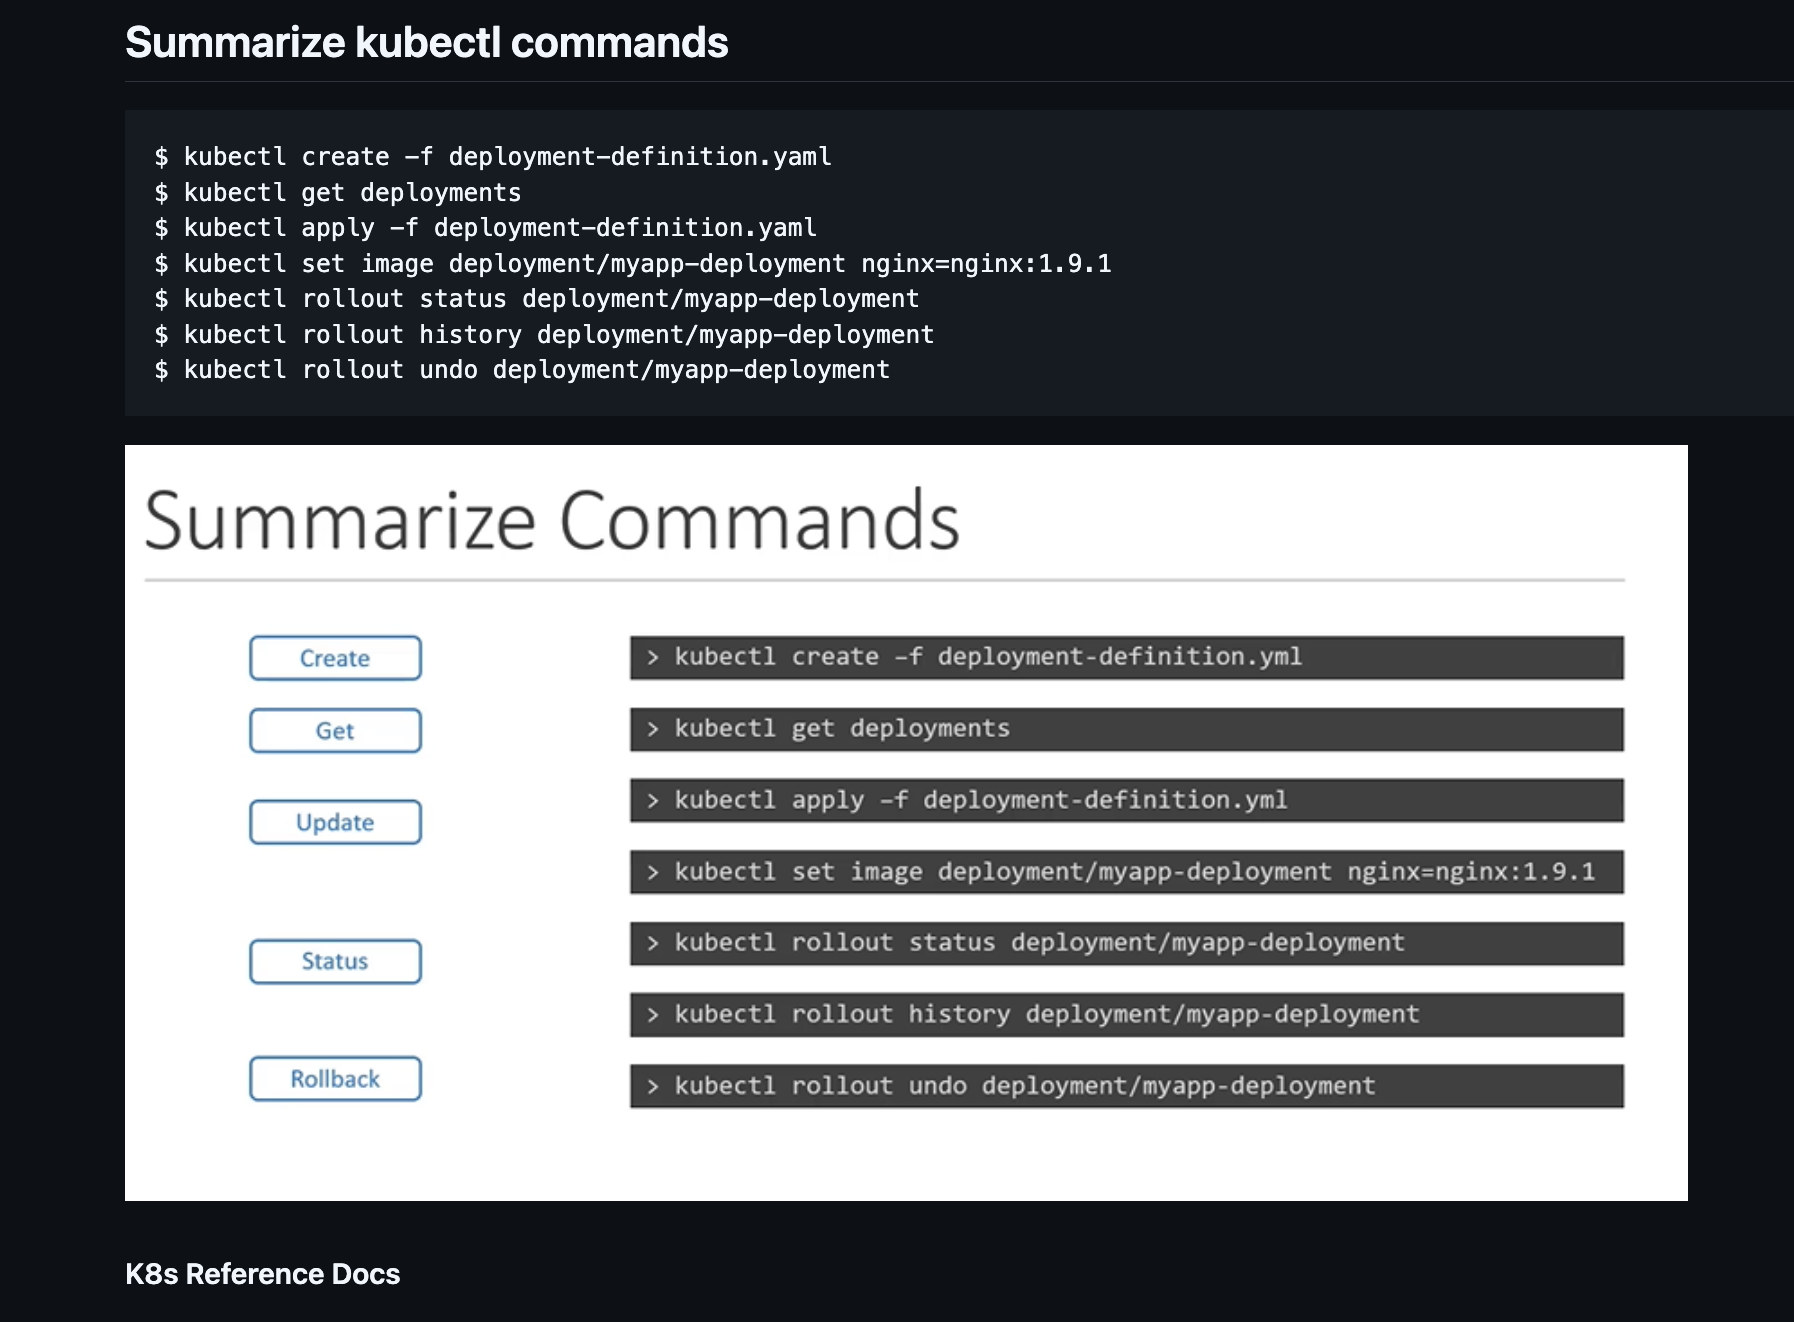 Summarize kubectl commands
$ kubectl create -f deployment-definition.yaml
$ kubectl get deployments
$ kubectl apply -f deployment-definition.yaml
$ kubectl set image deployment/myapp-deployment nginx=nginx:1.9.1
$ kubectl rollout status deployment/myapp-deployment
$ kubectl rollout history deployment/myapp-deployment
$ kubectl rollout undo deployment/myapp-deployment
Summarize Commands
Create
> kubectl create –f deployment-definition.yml
Get
> kubectl get deployments
Update
> kubectl apply –f deployment-definition.yml
> kubectl set image deployment/myapp-deployment nginx=nginx:1.9.1
Status
> kubectl rollout status deployment/myapp-deployment
> kubectl rollout history deployment/myapp-deployment
Rollback
> kubectl rollout undo deployment/myapp-deployment
K8s Reference Docs